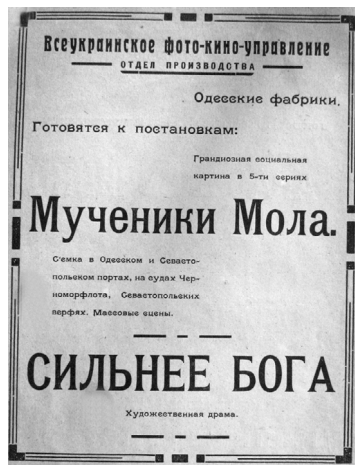 Всеукраинское фото-кино-управление
ОТДЕЛ ПРОИЗВОДСТВА
Одесские фабрики.
Готовятся к постановкам:
Грандиозная социальная
картина в 5-ти сериях
Мученики Мола.
С'емка в Одесском и Севасто-
польском портах, на судах Чер-
номорфлота, Севастопольских
верфях. Массовые сцены.
СИЛЬНЕЕ БОГА
Художественная драма.